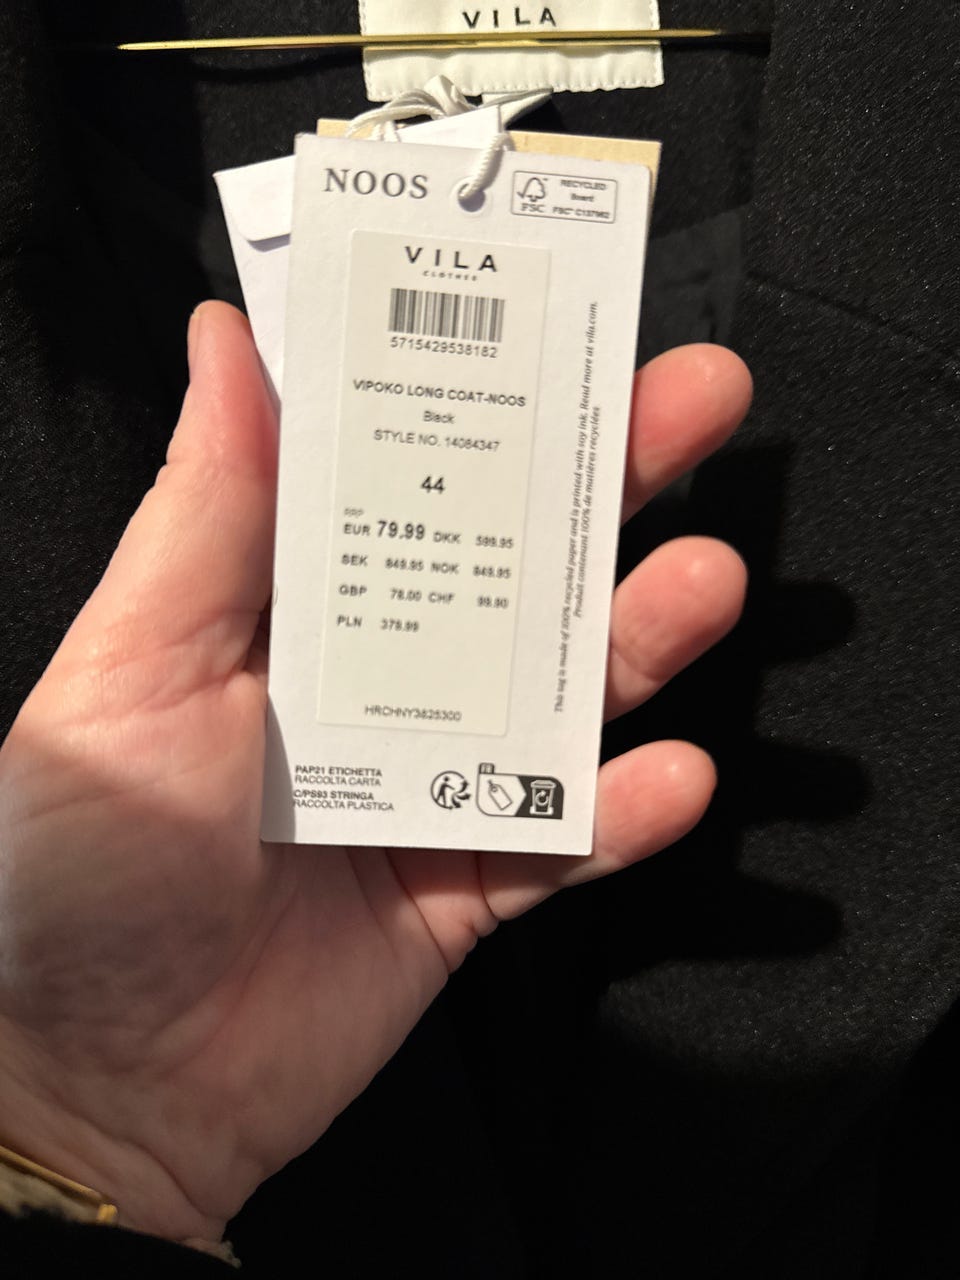 VILA
NOOS
FSC
RECYCLED
Board
FSC® C137962
VILA
CLOTHES
5715429538182
VIPOKO LONG COAT-NOOS
Black
STYLE NO. 14084347
44
RRP
EUR 79.99 DKK 599.95
SEK 849.95 NOK 849.95
GBP 78.00 CHF 99.90
PLN 379.99
HRCHNY3825300
This tag is made of 100% recycled paper and is printed with soy ink. Read more at vila.com.
Produit contenant 100% de matières recyclées
PAP21 ETICHETTA
RACCOLTA CARTA
C/PS93 STRINGA
RACCOLTA PLASTICA
FR